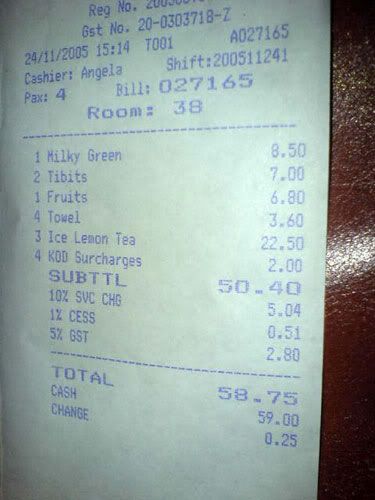 Reg No.
Gst No. 20-0303718-Z
24/11/2005 15:14 T001 A027165
Cashier: Angela Shift:200511241
Pax: 4 Bill: 027165
Room: 38
1 Milky Green 8.50
2 Tibits 7.00
1 Fruits 6.80
4 Towel 3.60
3 Ice Lemon Tea 22.50
4 KOD Surcharges 2.00
SUBTTL 50.40
10% SVC CHG 5.04
1% CESS 0.51
5% GST 2.80
TOTAL 58.75
CASH 59.00
CHANGE 0.25